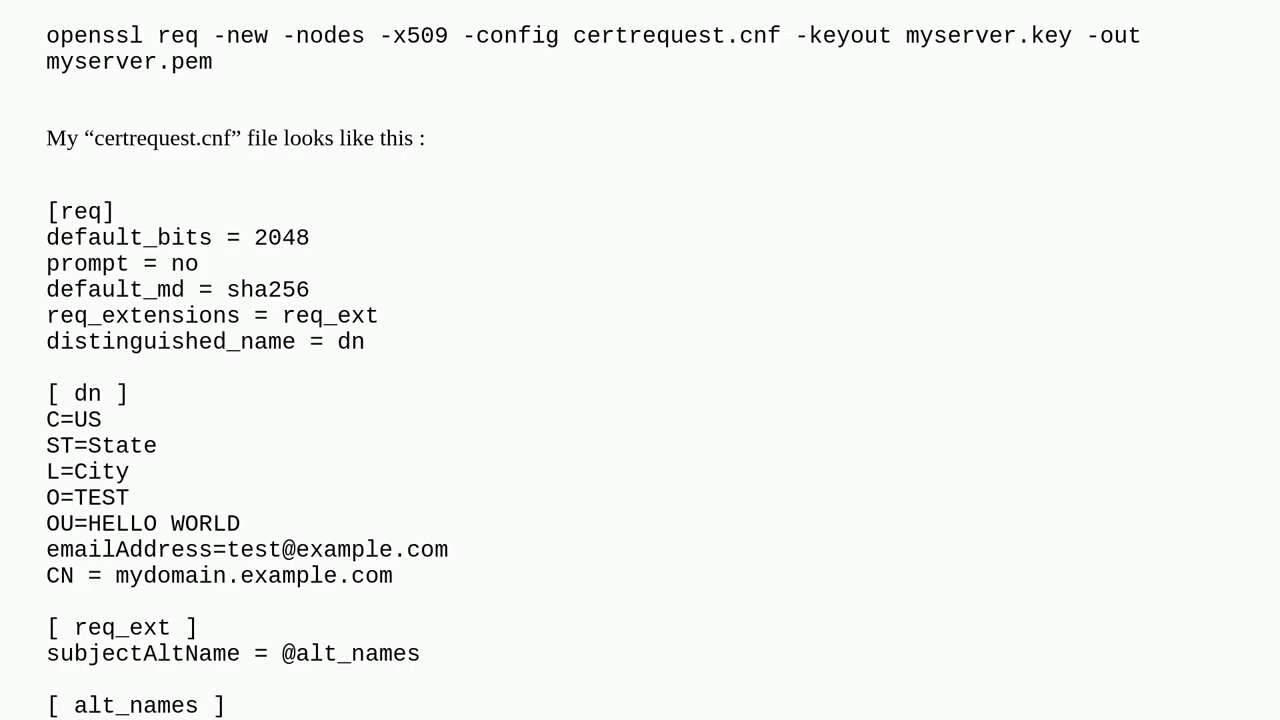 openssl req -new -nodes -x509 -config certrequest.cnf -keyout myserver.key -out
myserver.pem
My “certrequest.cnf” file looks like this :
[req]
default_bits = 2048
prompt = no
default_md = sha256
req_extensions = req_ext
distinguished_name = dn
[ dn ]
C=US
ST=State
L=City
O=TEST
OU=HELLO WORLD
emailAddress=test@example.com
CN = mydomain.example.com
[ req_ext ]
subjectAltName = @alt_names
[ alt_names ]